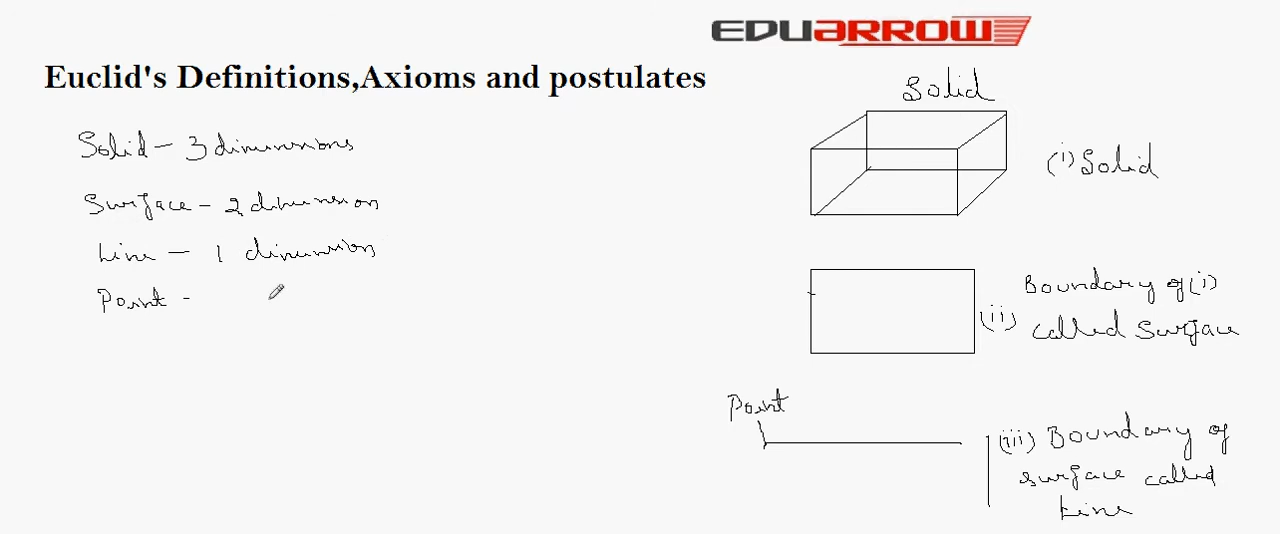 EDUARROW
Euclid's Definitions,Axioms and postulates
Solid – 3 dimensions
Surface – 2 dimension
Line – 1 dimension
Point –
Solid
(i) Solid
Boundary of (i)
(ii) called Surface
Point
(iii) Boundary of
surface called
Line